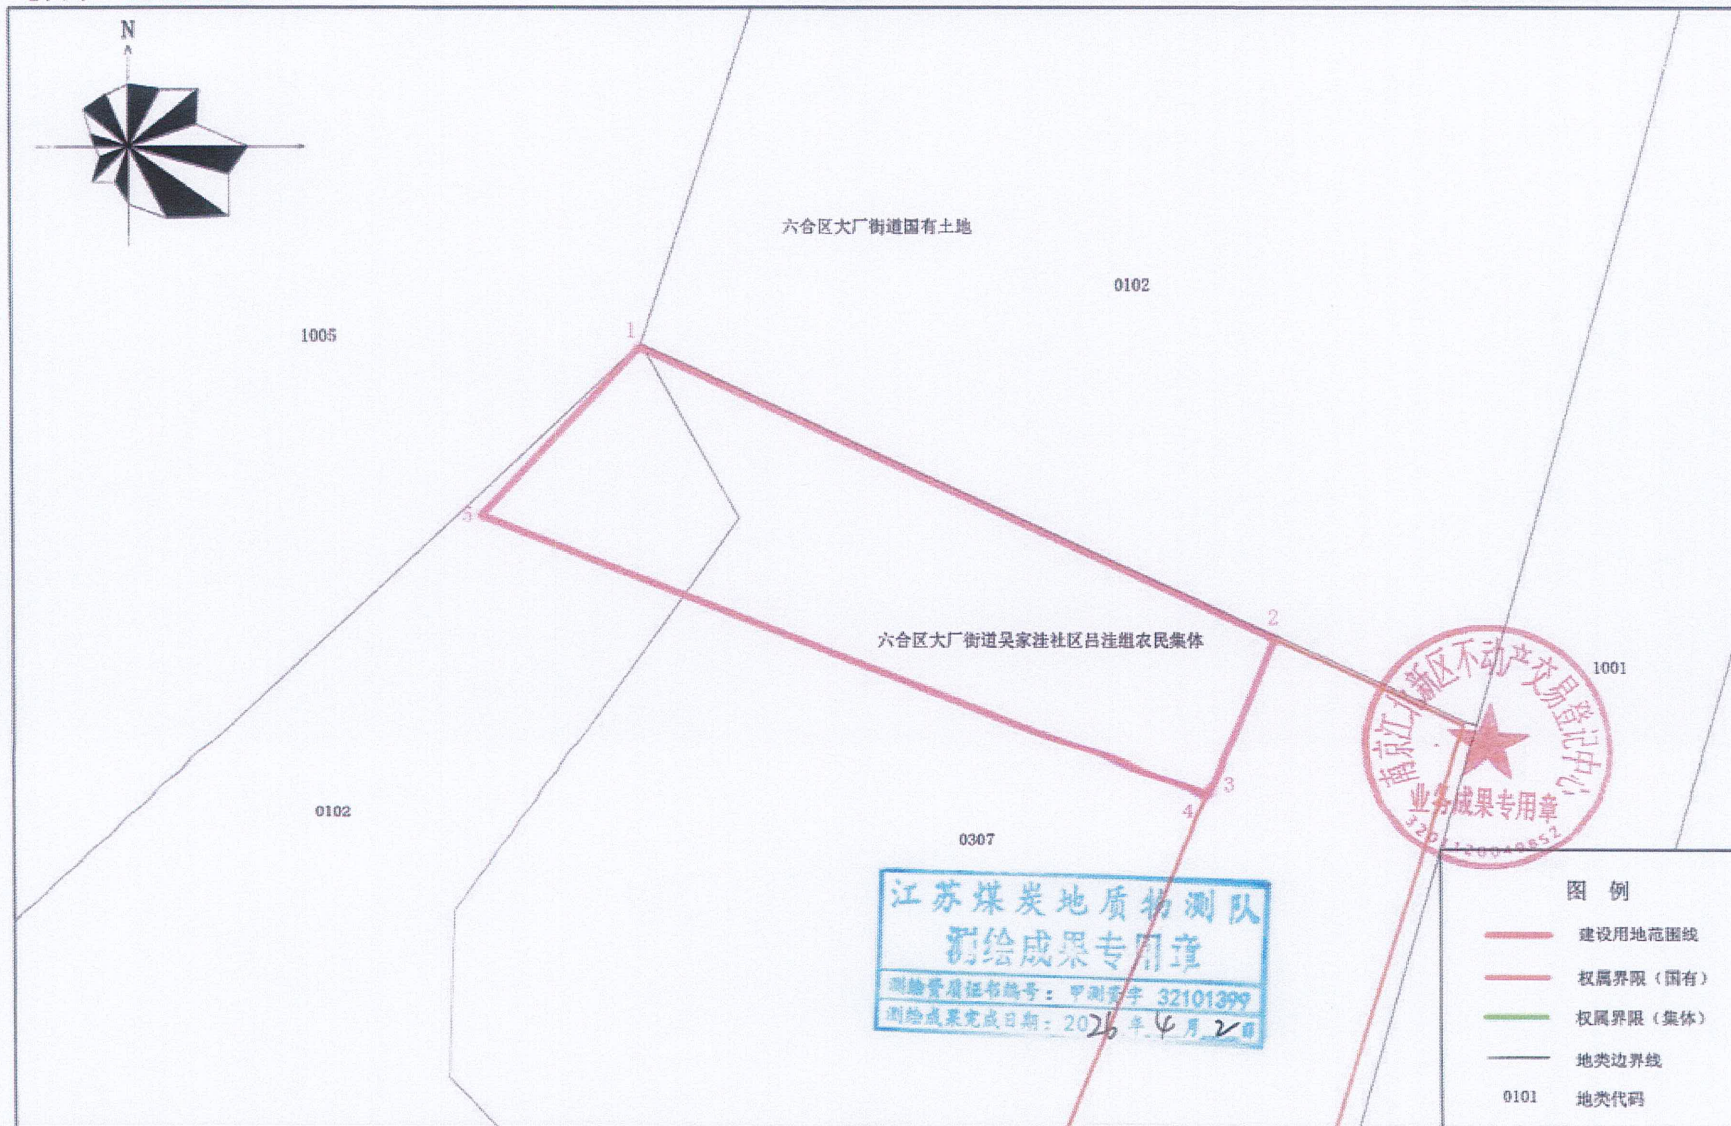 N
六合区大厂街道国有土地
0102
1005
1
5
2
六合区大厂街道吴家洼社区吕洼组农民集体
1001
南京江北新区不动产交易登记中心
业务成果专用章
3
4
0102
0307
江苏煤炭地质物测队
测绘成果专用章
测绘资质证书编号：甲测资字 32101399
测绘成果完成日期：2026年4月2日
图 例
建设用地范围线
权属界限（国有）
权属界限（集体）
地类边界线
0101 地类代码